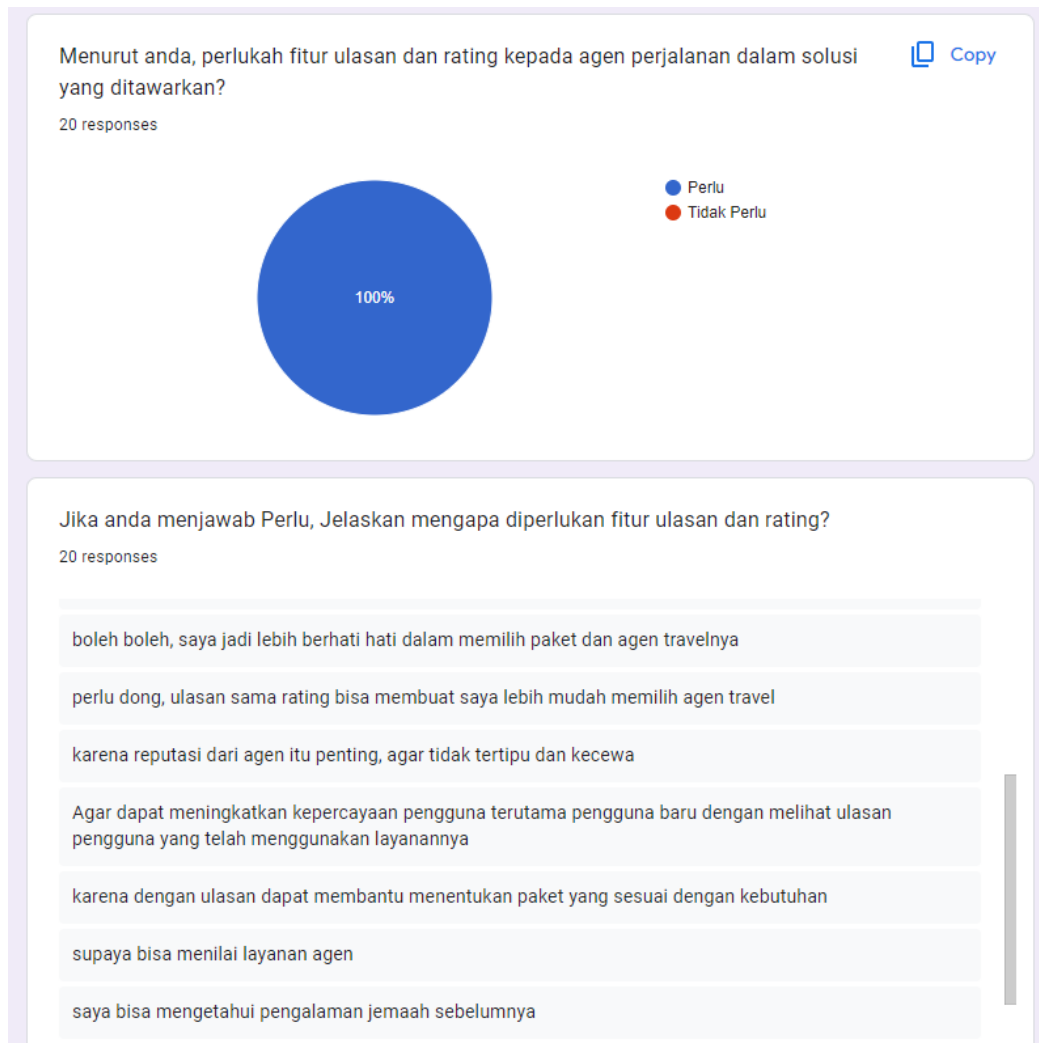 Menurut anda, perlukah fitur ulasan dan rating kepada agen perjalanan dalam solusi
yang ditawarkan?
Copy
20 responses
Perlu
Tidak Perlu
100%
Jika anda menjawab Perlu, Jelaskan mengapa diperlukan fitur ulasan dan rating?
20 responses
boleh boleh, saya jadi lebih berhati hati dalam memilih paket dan agen travelnya
perlu dong, ulasan sama rating bisa membuat saya lebih mudah memilih agen travel
karena reputasi dari agen itu penting, agar tidak tertipu dan kecewa
Agar dapat meningkatkan kepercayaan pengguna terutama pengguna baru dengan melihat ulasan
pengguna yang telah menggunakan layanannya
karena dengan ulasan dapat membantu menentukan paket yang sesuai dengan kebutuhan
supaya bisa menilai layanan agen
saya bisa mengetahui pengalaman jemaah sebelumnya